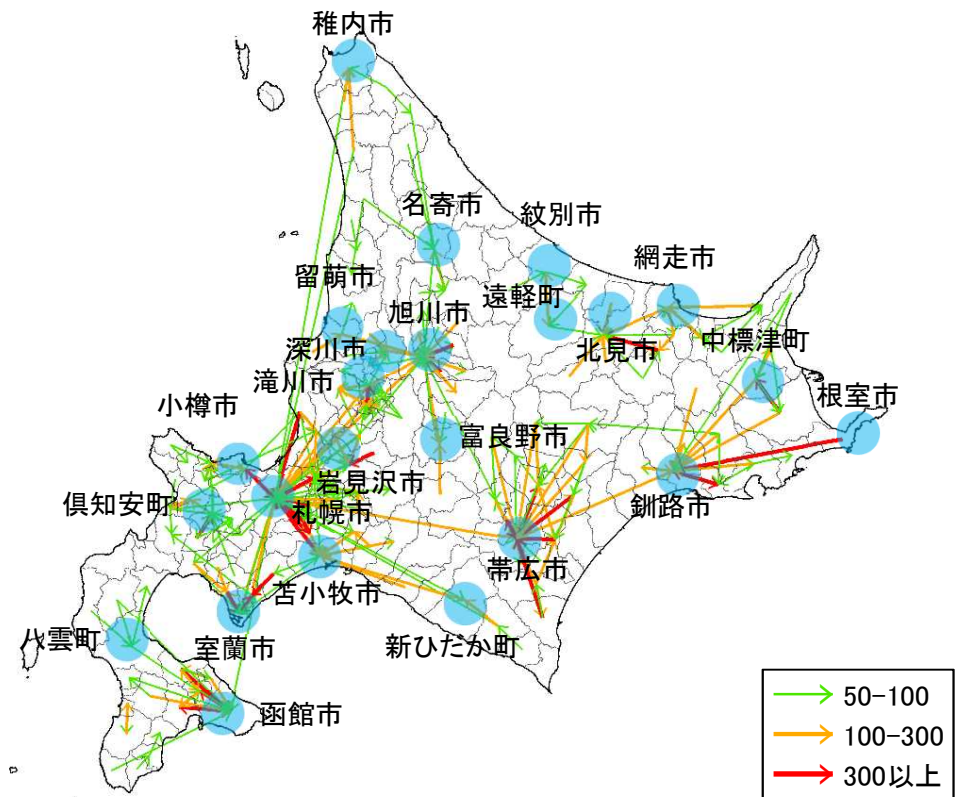 稚内市
名寄市
紋別市
網走市
留萌市
遠軽町
旭川市
中標津町
深川市
北見市
滝川市
根室市
小樽市
富良野市
岩見沢市
倶知安町
札幌市
釧路市
帯広市
苫小牧市
八雲町
室蘭市
新ひだか町
函館市
50-100
100-300
300以上